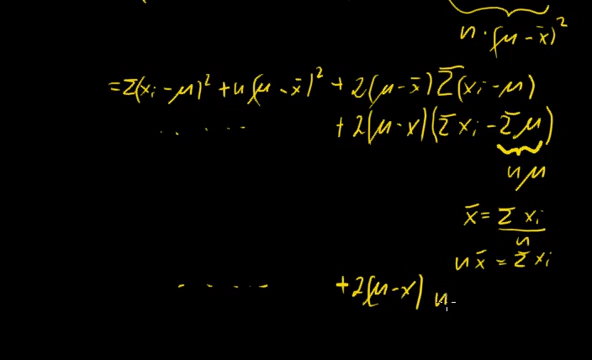 n·(μ-x̄)²
=Σ(xᵢ-μ)²+n(μ-x̄)²+2(μ-x̄)Σ(xᵢ-μ)
. . . . . . +2(μ-x)(Σxᵢ-Σμ)
nμ
x̄=Σxᵢ/n
nx̄=Σxᵢ
. . . . . . +2(μ-x) n